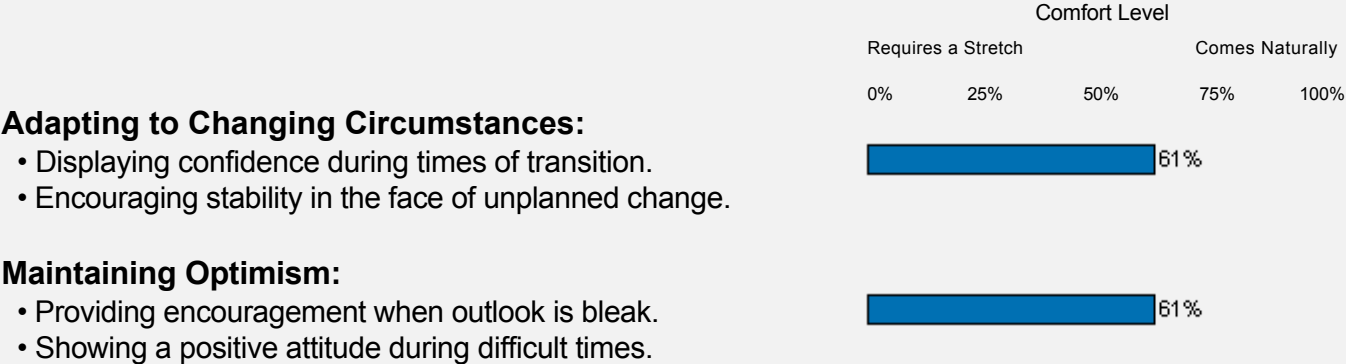 Comfort Level
Requires a Stretch Comes Naturally
0% 25% 50% 75% 100%
Adapting to Changing Circumstances:
• Displaying confidence during times of transition.
61%
• Encouraging stability in the face of unplanned change.
Maintaining Optimism:
• Providing encouragement when outlook is bleak.
61%
• Showing a positive attitude during difficult times.